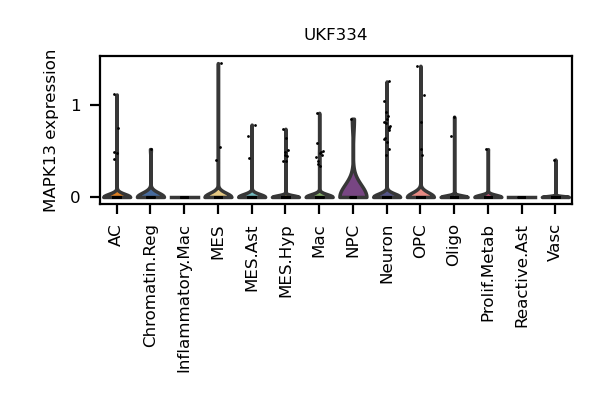 UKF334
MAPK13 expression
1
0
AC
Chromatin.Reg
Inflammatory.Mac
MES
MES.Ast
MES.Hyp
Mac
NPC
Neuron
OPC
Oligo
Prolif.Metab
Reactive.Ast
Vasc